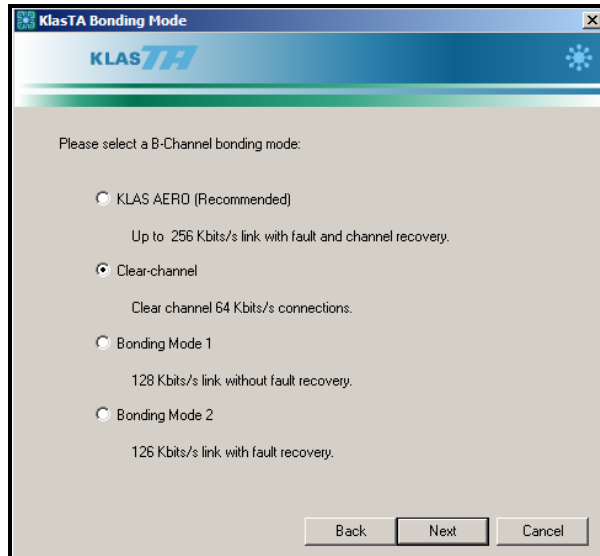 KlasTA Bonding Mode
KLAS TA
Please select a B-Channel bonding mode:
KLAS AERO (Recommended)
Up to 256 Kbits/s link with fault and channel recovery.
Clear-channel
Clear channel 64 Kbits/s connections.
Bonding Mode 1
128 Kbits/s link without fault recovery.
Bonding Mode 2
126 Kbits/s link with fault recovery.
Back Next Cancel